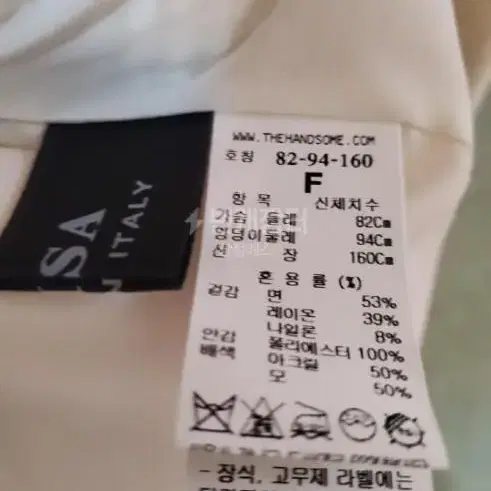 WWW.THEHANDSOME.COM
호칭 82-94-160
F
항목 신체치수
가슴둘레 82Cm
엉덩이둘레 94Cm
신장 160Cm
혼용률(%)
겉감 면 53%
레이온 39%
나일론 8%
안감 폴리에스터 100%
배색 아크릴 50%
모 50%
- 장식, 고무제 라벨에는
SA
N ITALY